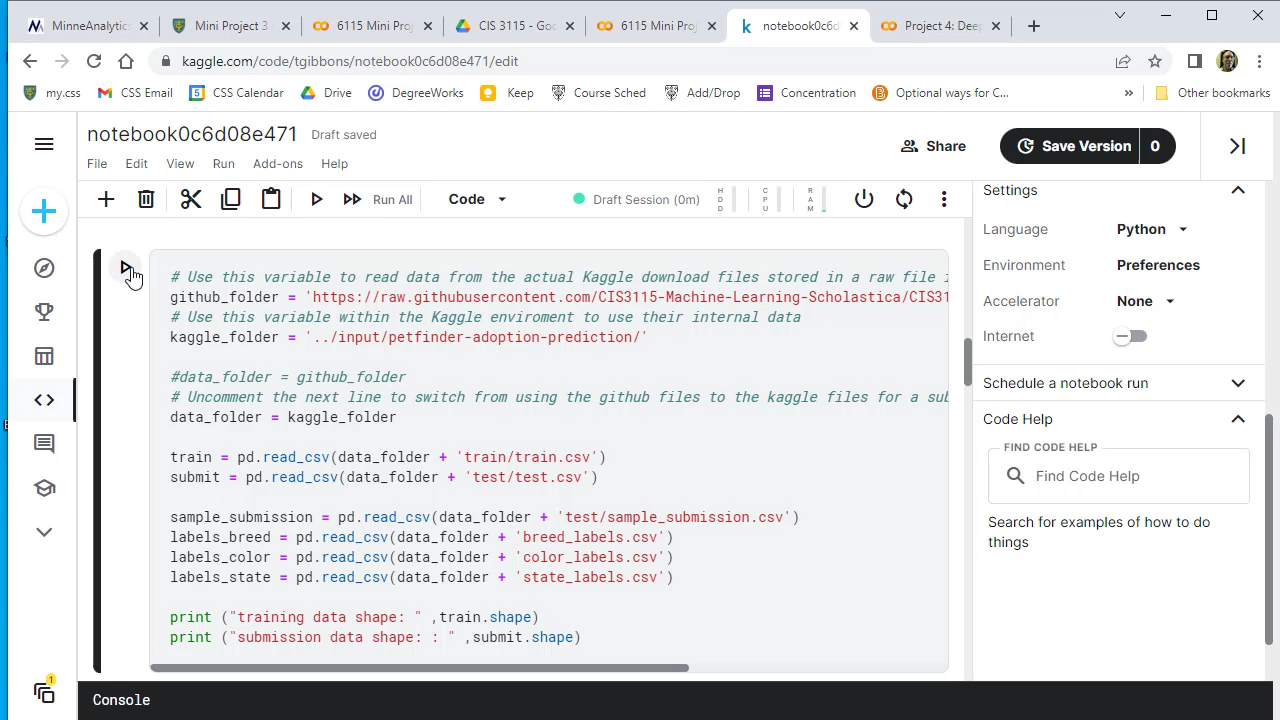 MinneAnalytics
Mini Project 3
6115 Mini Proj
CIS 3115 - Goo
6115 Mini Proj
notebook0c6d
Project 4: Deep
kaggle.com/code/tgibbons/notebook0c6d08e471/edit
my.css
CSS Email
CSS Calendar
Drive
DegreeWorks
Keep
Course Sched
Add/Drop
Concentration
Optional ways for C...
»
Other bookmarks
notebook0c6d08e471
Draft saved
File
Edit
View
Run
Add-ons
Help
Share
Save Version
0
Run All
Code
Draft Session (0m)
HDD
CPU
RAM
# Use this variable to read data from the actual Kaggle download files stored in a raw file i
github_folder = 'https://raw.githubusercontent.com/CIS3115-Machine-Learning-Scholastica/CIS31
# Use this variable within the Kaggle enviroment to use their internal data
kaggle_folder = '../input/petfinder-adoption-prediction/'
#data_folder = github_folder
# Uncomment the next line to switch from using the github files to the kaggle files for a sub
data_folder = kaggle_folder
train = pd.read_csv(data_folder + 'train/train.csv')
submit = pd.read_csv(data_folder + 'test/test.csv')
sample_submission = pd.read_csv(data_folder + 'test/sample_submission.csv')
labels_breed = pd.read_csv(data_folder + 'breed_labels.csv')
labels_color = pd.read_csv(data_folder + 'color_labels.csv')
labels_state = pd.read_csv(data_folder + 'state_labels.csv')
print ("training data shape: " ,train.shape)
print ("submission data shape: : " ,submit.shape)
Settings
Language
Python
Environment
Preferences
Accelerator
None
Internet
Schedule a notebook run
Code Help
FIND CODE HELP
Find Code Help
Search for examples of how to do
things
1
Console